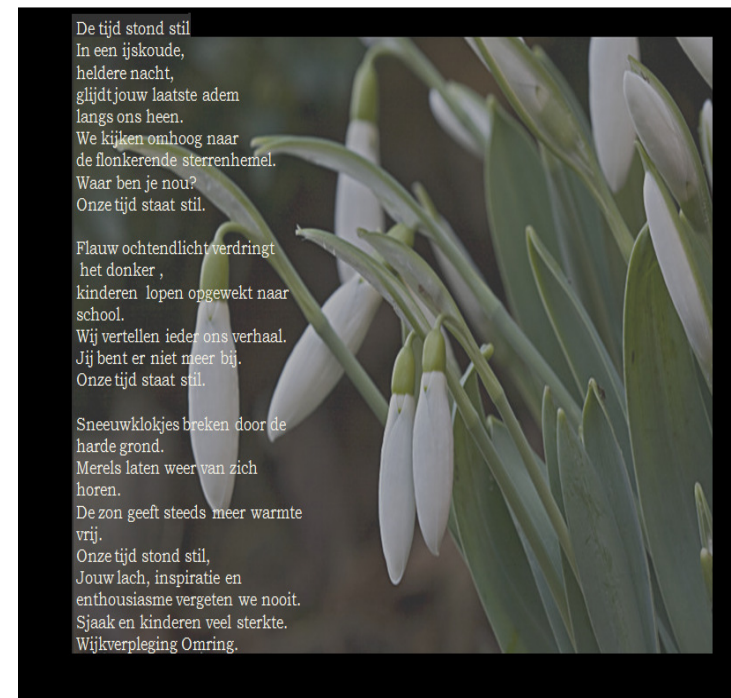 De tijd stond stil
In een ijskoude,
heldere nacht,
glijdt jouw laatste adem
langs ons heen.
We kijken omhoog naar
de flonkerende sterrenhemel.
Waar ben je nou?
Onze tijd staat stil.

Flauw ochtendlicht verdringt
het donker ,
kinderen lopen opgewekt naar
school.
Wij vertellen ieder ons verhaal.
Jij bent er niet meer bij.
Onze tijd staat stil.

Sneeuwklokjes breken door de
harde grond.
Merels laten weer van zich
horen.
De zon geeft steeds meer warmte
vrij.
Onze tijd stond stil,
Jouw lach, inspiratie en
enthousiasme vergeten we nooit.
Sjaak en kinderen veel sterkte.
Wijkverpleging Omring.